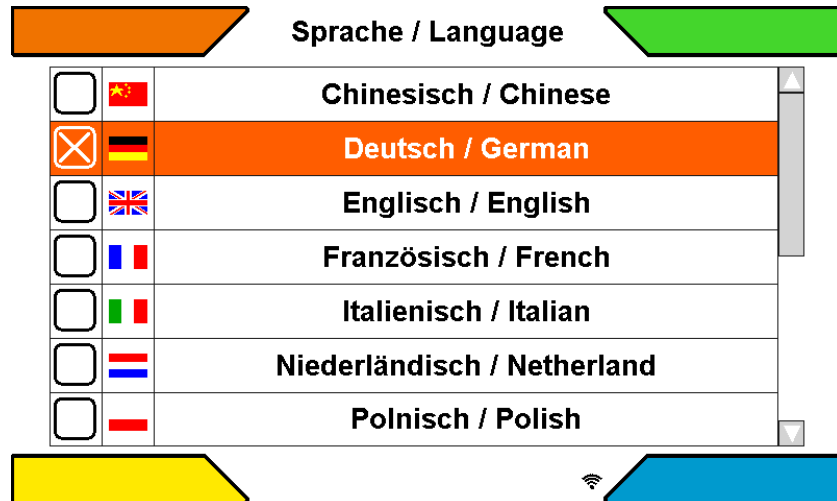 Sprache / Language
Chinesisch / Chinese
Deutsch / German
Englisch / English
Französisch / French
Italienisch / Italian
Niederländisch / Netherland
Polnisch / Polish